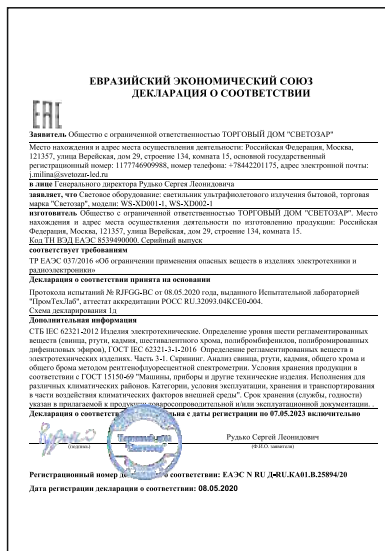 ЕВРАЗИЙСКИЙ ЭКОНОМИЧЕСКИЙ СОЮЗ
ДЕКЛАРАЦИЯ О СООТВЕТСТВИИ
EAC
Заявитель Общество с ограниченной ответственностью ТОРГОВЫЙ ДОМ "СВЕТОЗАР"
Место нахождения и адрес места осуществления деятельности: Российская Федерация, Москва,
121357, улица Верейская, дом 29, строение 134, комната 15, основной государственный
регистрационный номер: 1177746909988, номер телефона: +78442201175, адрес электронной почты:
j.milina@svetozar-led.ru
в лице Генерального директора Рудько Сергея Леонидовича
заявляет, что Световое оборудование: светильник ультрафиолетового излучения бытовой, торговая
марка "Светозар", модели: WS-XD001-1, WS-XD002-1
изготовитель Общество с ограниченной ответственностью ТОРГОВЫЙ ДОМ "СВЕТОЗАР". Место
нахождения и адрес места осуществления деятельности по изготовлению продукции: Российская
Федерация, Москва, 121357, улица Верейская, дом 29, строение 134, комната 15.
Код ТН ВЭД ЕАЭС 8539490000. Серийный выпуск
соответствует требованиям
ТР ЕАЭС 037/2016 «Об ограничении применения опасных веществ в изделиях электротехники и
радиоэлектроники»
Декларация о соответствии принята на основании
Протокола испытаний № RJFGG-BC от 08.05.2020 года, выданного Испытательной лабораторией
"ПромТехЛаб", аттестат аккредитации РОСС RU.32093.04КСЕ0-004.
Схема декларирования 1д
Дополнительная информация
СТБ IEC 62321-2012 Изделия электротехнические. Определение уровня шести регламентированных
веществ (свинца, ртути, кадмия, шестивалентного хрома, полибромбифенилов, полибромированных
дифениловых эфиров), ГОСТ IEC 62321-3-1-2016 Определение регламентированных веществ в
электротехнических изделиях. Часть 3-1. Скрининг. Анализ свинца, ртути, кадмия, общего хрома и
общего брома методом рентгенофлуоресцентной спектрометрии. Условия хранения продукции в
соответствии с ГОСТ 15150-69 "Машины, приборы и другие технические изделия. Исполнения для
различных климатических районов. Категории, условия эксплуатации, хранения и транспортирования
в части воздействия климатических факторов внешней среды". Срок хранения (службы, годности)
указан в прилагаемой к продукции товаросопроводительной и/или эксплуатационной документации. .
Декларация о соответствии с даты регистрации по 07.05.2023 включительно
Рудько Сергей Леонидович
(подпись) (Ф.И.О. заявителя)
Регистрационный номер декларации о соответствии: ЕАЭС N RU Д-RU.КА01.В.25894/20
Дата регистрации декларации о соответствии: 08.05.2020